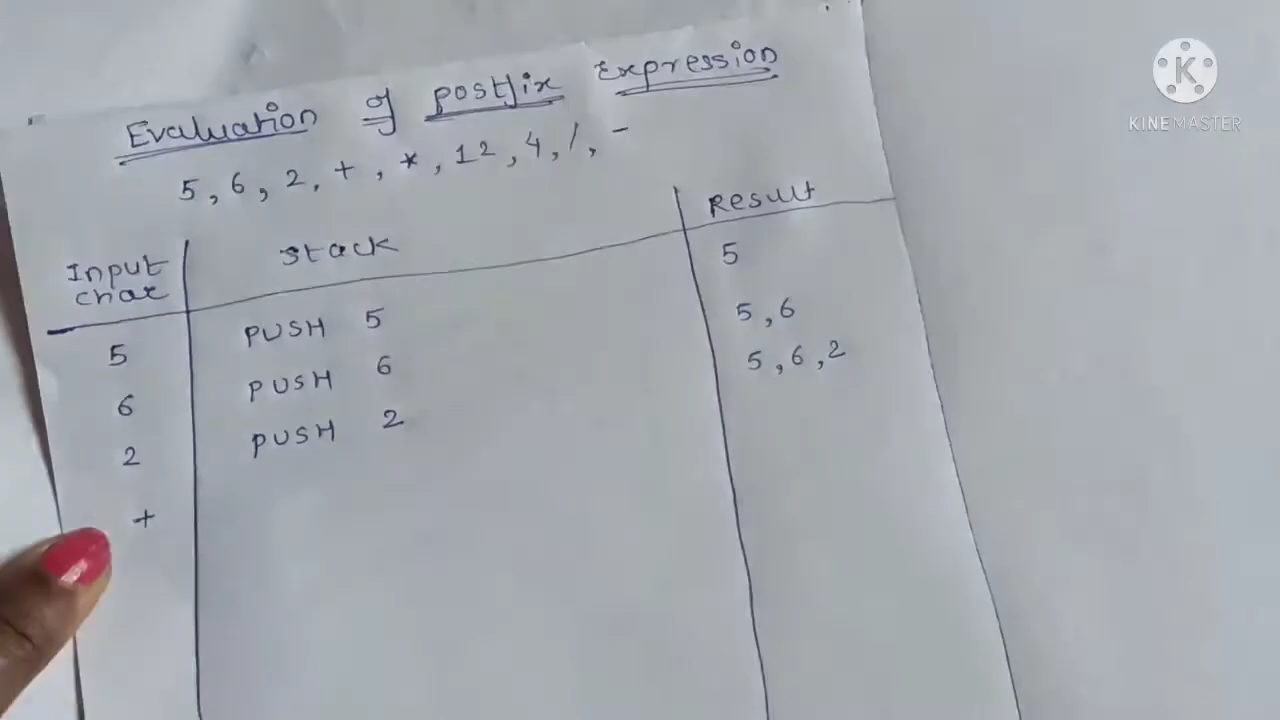 Evaluation of postfix Expression
5, 6, 2, +, *, 12, 4, /, -
Input char | Stack | Result
5 | PUSH 5 | 5
6 | PUSH 6 | 5, 6
2 | PUSH 2 | 5, 6, 2
+
KINEMASTER